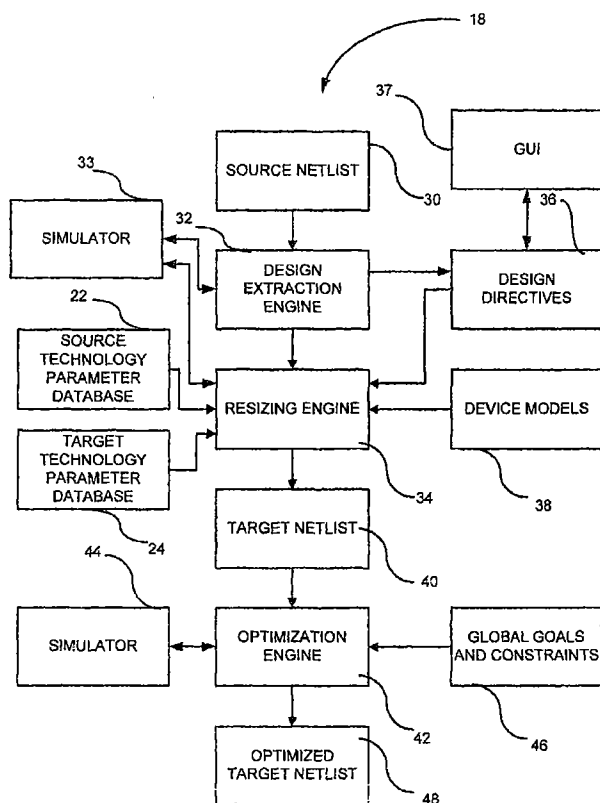 18
37
GUI
33
SOURCE NETLIST
30
36
SIMULATOR
32
DESIGN
EXTRACTION
ENGINE
DESIGN
DIRECTIVES
22
SOURCE
TECHNOLOGY
PARAMETER
DATABASE
RESIZING ENGINE
DEVICE MODELS
TARGET
TECHNOLOGY
PARAMETER
DATABASE
34
38
24
TARGET NETLIST
44
40
SIMULATOR
OPTIMIZATION
ENGINE
GLOBAL GOALS
AND CONSTRAINTS
42
46
OPTIMIZED
TARGET NETLIST
48